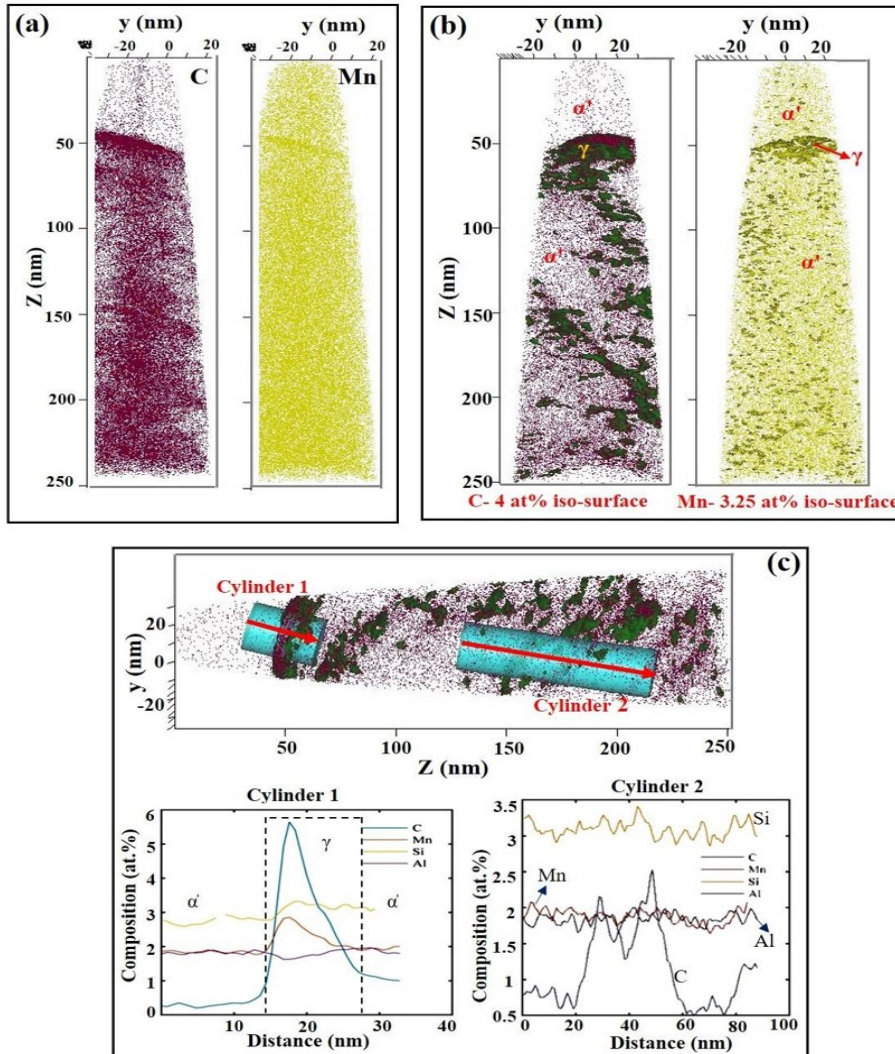 (a)
y (nm)
-20 0 20
y (nm)
-20 0 20
C
Mn
50
100
150
200
250
Z (nm)
(b)
y (nm)
-20 0 20
y (nm)
-20 0 20
α'
γ
α'
α'
γ
α'
50
100
150
200
250
Z (nm)
C- 4 at% iso-surface
Mn- 3.25 at% iso-surface
(c)
Cylinder 1
Cylinder 2
20
0
-20
y (nm)
50 100 150 200 250
Z (nm)
Cylinder 1
6
5
4
3
2
1
0
Composition (at.%)
C
Mn
Si
Al
α'
γ
α'
0 10 20 30 40
Distance (nm)
Cylinder 2
3.5
3
2.5
2
1.5
1
0.5
Composition (at.%)
Si
C
Mn
Si
Al
Mn
Al
C
0 20 40 60 80 100
Distance (nm)